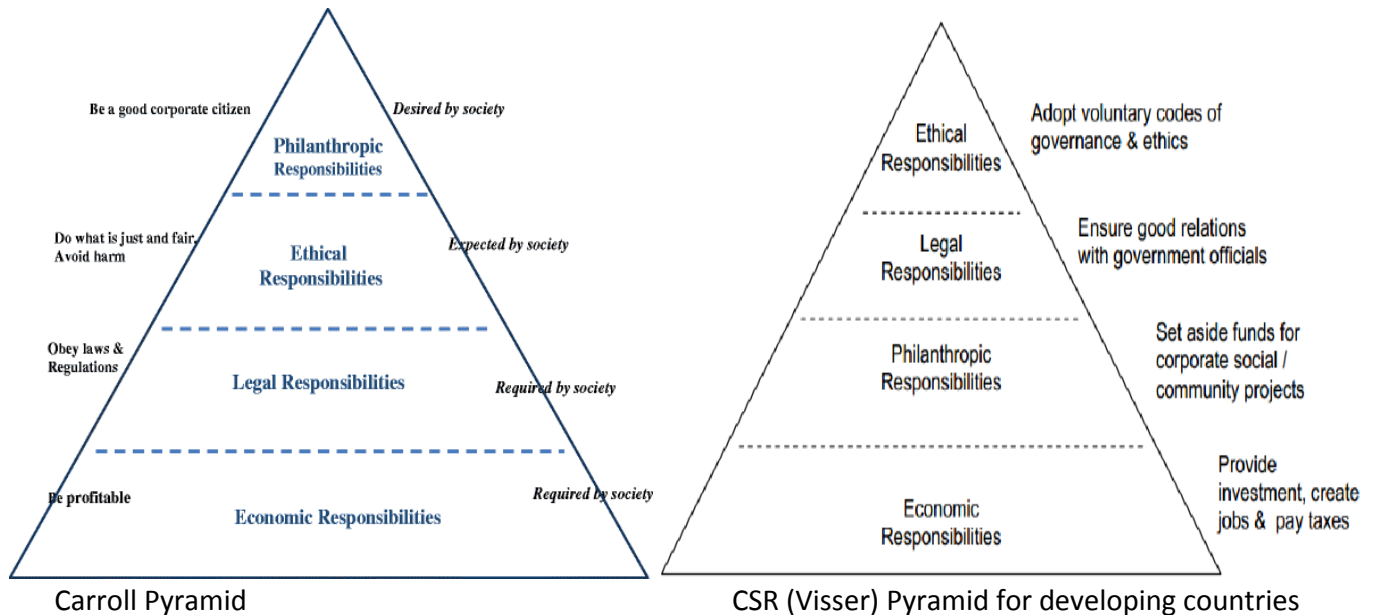 Be a good corporate citizen
Desired by society
Philanthropic
Responsibilities
Do what is just and fair,
Avoid harm
Expected by society
Ethical
Responsibilities
Obey laws &
Regulations
Legal Responsibilities
Required by society
Be profitable
Required by society
Economic Responsibilities
Carroll Pyramid
Ethical
Responsibilities
Adopt voluntary codes of
governance & ethics
Legal
Responsibilities
Ensure good relations
with government officials
Philanthropic
Responsibilities
Set aside funds for
corporate social /
community projects
Economic
Responsibilities
Provide
investment, create
jobs & pay taxes
CSR (Visser) Pyramid for developing countries